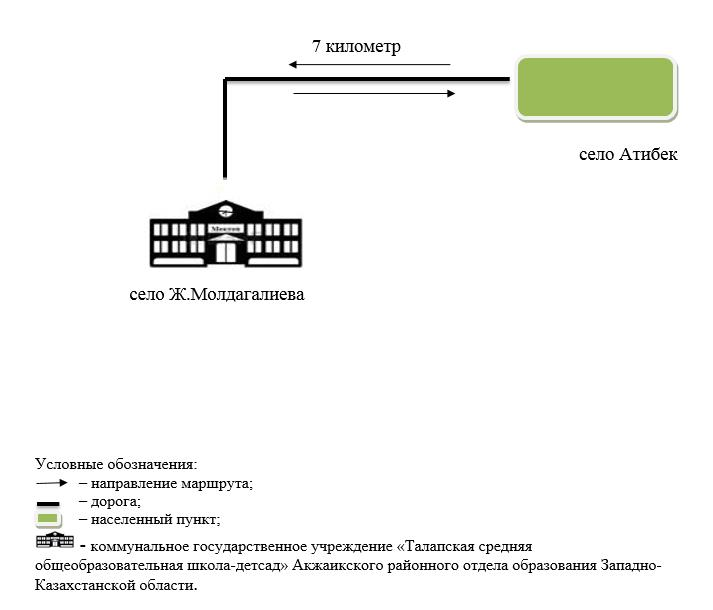 7 километр
село Атибек
Мектеп
село Ж.Молдагалиева
Условные обозначения:
– направление маршрута;
– дорога;
– населенный пункт;
- коммунальное государственное учреждение «Талапская средняя
общеобразовательная школа-детсад» Акжаикского районного отдела образования Западно-
Казахстанской области.